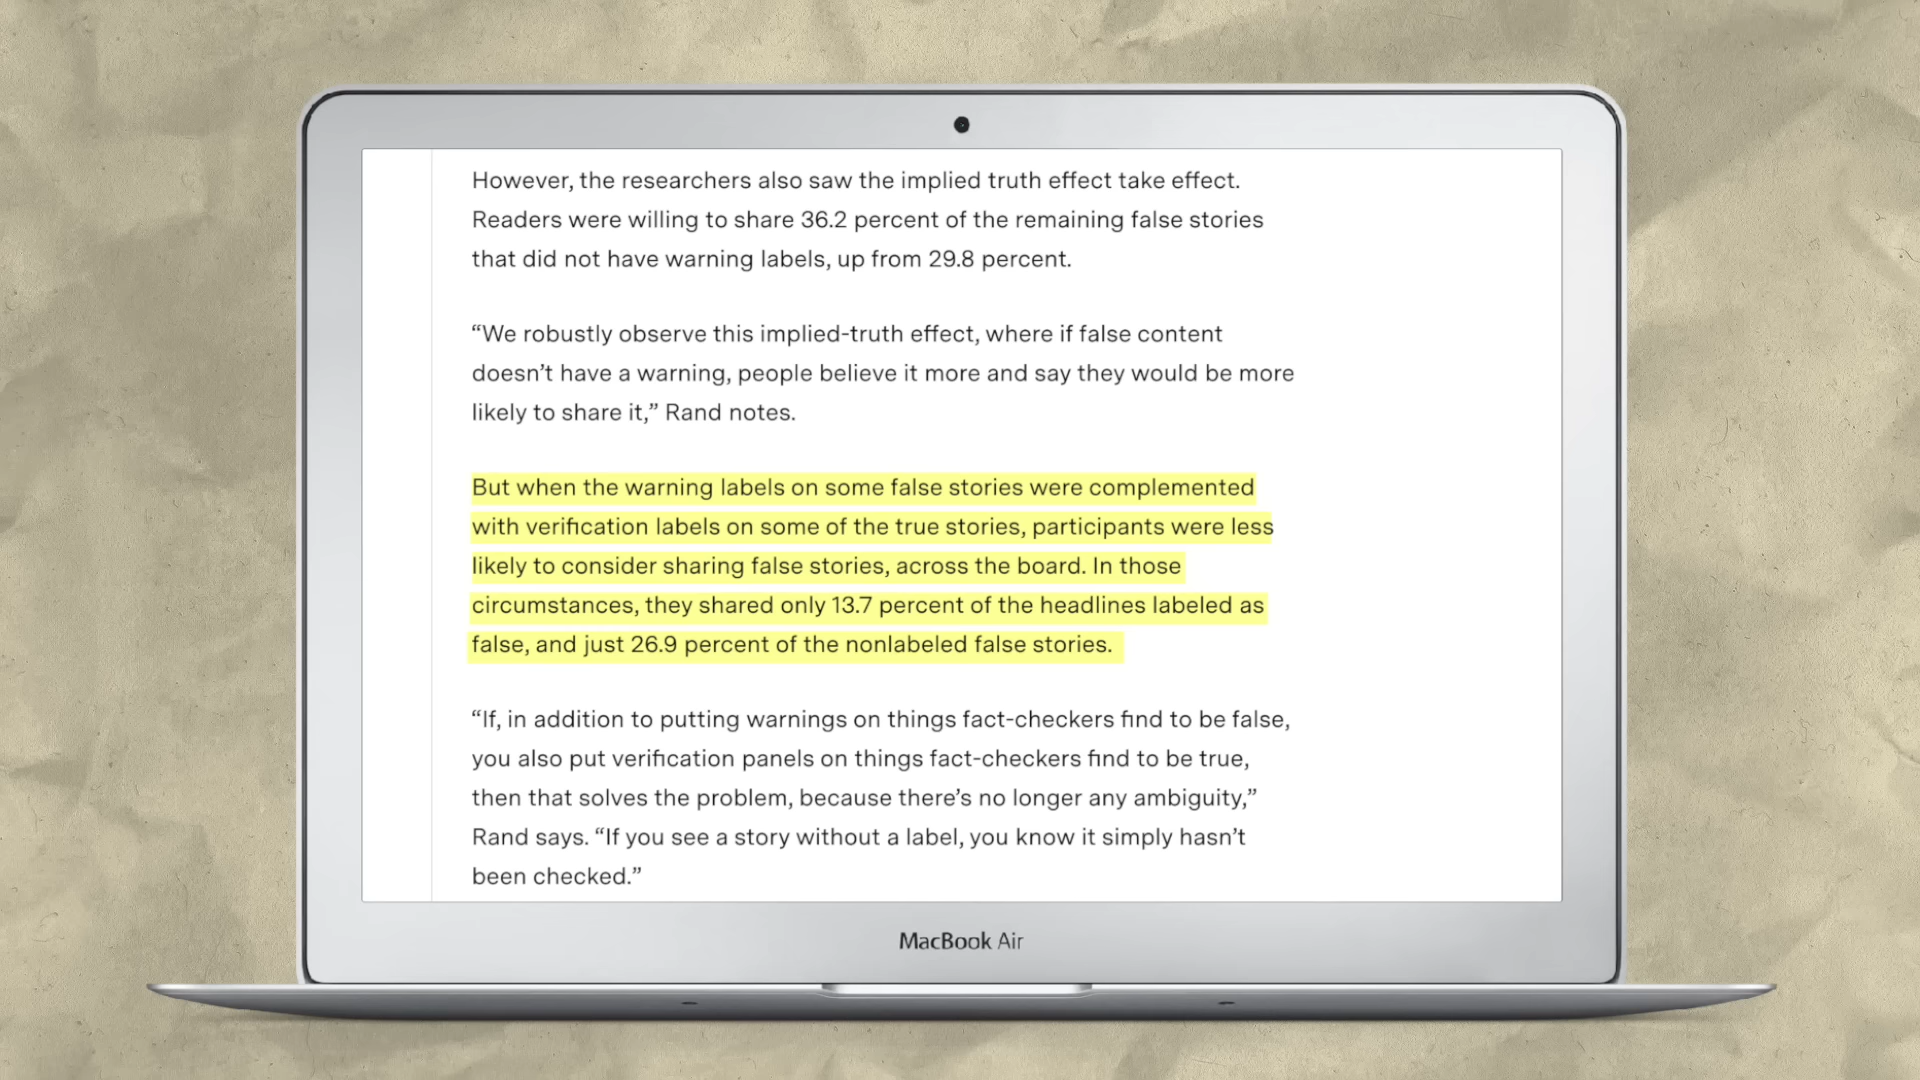 However, the researchers also saw the implied truth effect take effect.
Readers were willing to share 36.2 percent of the remaining false stories
that did not have warning labels, up from 29.8 percent.
“We robustly observe this implied-truth effect, where if false content
doesn’t have a warning, people believe it more and say they would be more
likely to share it,” Rand notes.
But when the warning labels on some false stories were complemented
with verification labels on some of the true stories, participants were less
likely to consider sharing false stories, across the board. In those
circumstances, they shared only 13.7 percent of the headlines labeled as
false, and just 26.9 percent of the nonlabeled false stories.
“If, in addition to putting warnings on things fact-checkers find to be false,
you also put verification panels on things fact-checkers find to be true,
then that solves the problem, because there’s no longer any ambiguity,”
Rand says. “If you see a story without a label, you know it simply hasn’t
been checked.”
MacBook Air